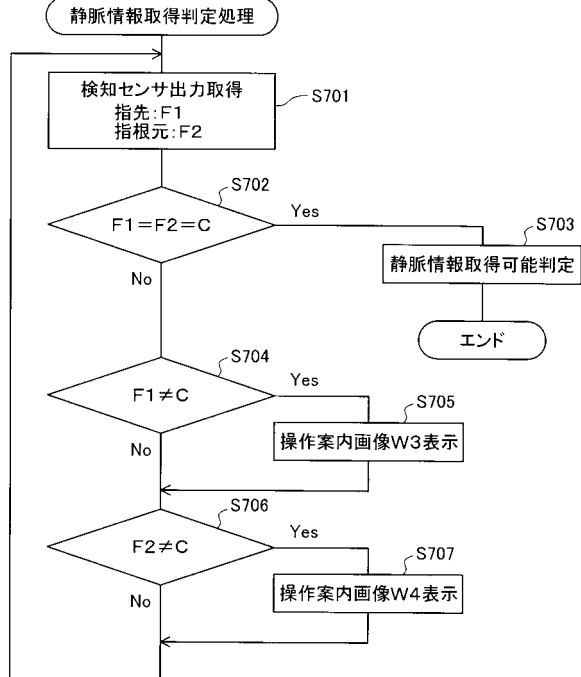 静脈情報取得判定処理
検知センサ出力取得
指先:F1
指根元:F2
S701
S702
F1=F2=C
Yes
No
S703
静脈情報取得可能判定
エンド
S704
F1≠C
Yes
No
S705
操作案内画像W3表示
S706
F2≠C
Yes
No
S707
操作案内画像W4表示